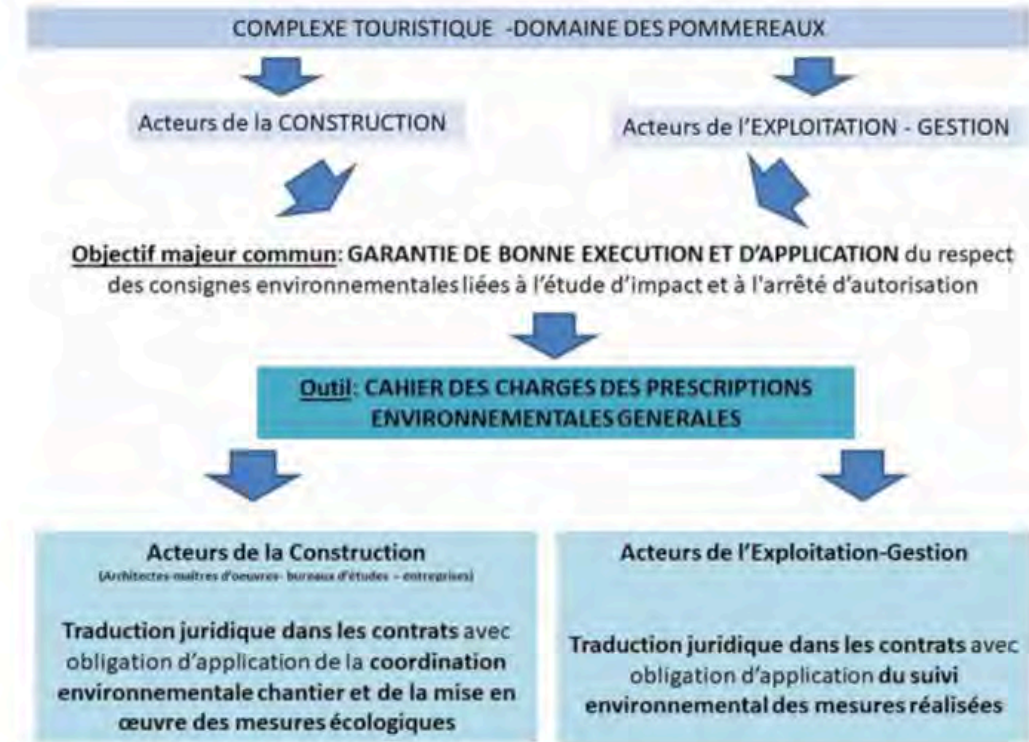 COMPLEXE TOURISTIQUE -DOMAINE DES POMMEREAUX
Acteurs de la CONSTRUCTION
Acteurs de l'EXPLOITATION - GESTION
Objectif majeur commun: GARANTIE DE BONNE EXECUTION ET D'APPLICATION du respect
des consignes environnementales liées à l'étude d'impact et à l'arrêté d'autorisation
Outil: CAHIER DES CHARGES DES PRESCRIPTIONS
ENVIRONNEMENTALES GENERALES
Acteurs de la Construction
(Architectes-maîtres d'oeuvres- bureaux d'études - entreprises)
Traduction juridique dans les contrats avec
obligation d'application de la coordination
environnementale chantier et de la mise en
œuvre des mesures écologiques
Acteurs de l'Exploitation-Gestion
Traduction juridique dans les contrats avec
obligation d'application du suivi
environnemental des mesures réalisées